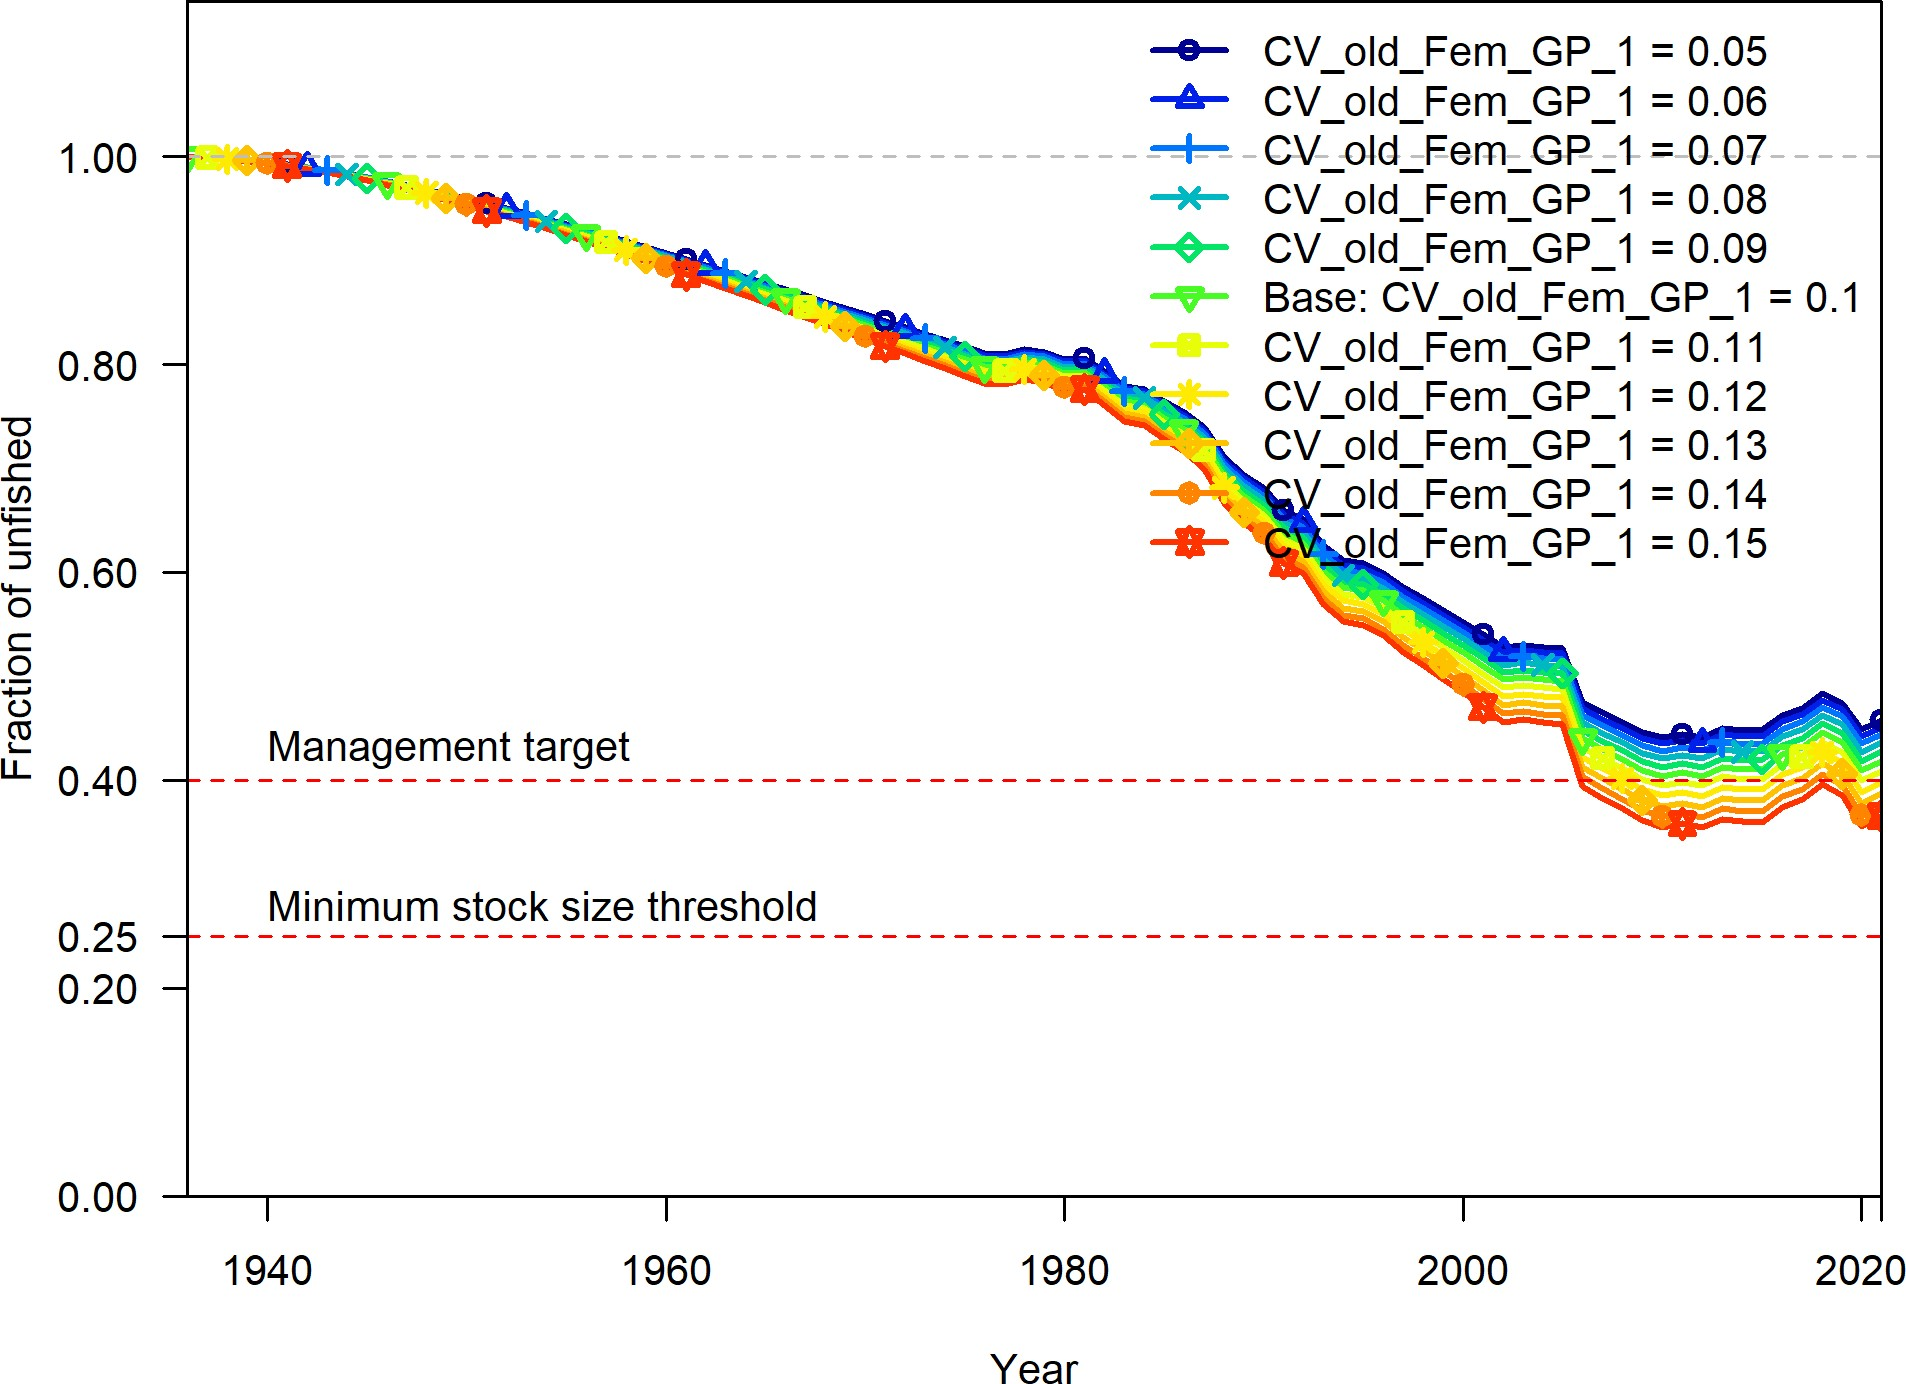 CV_old_Fem_GP_1 = 0.05
CV_old_Fem_GP_1 = 0.06
CV_old_Fem_GP_1 = 0.07
CV_old_Fem_GP_1 = 0.08
CV_old_Fem_GP_1 = 0.09
Base: CV_old_Fem_GP_1 = 0.1
CV_old_Fem_GP_1 = 0.11
CV_old_Fem_GP_1 = 0.12
CV_old_Fem_GP_1 = 0.13
CV_old_Fem_GP_1 = 0.14
CV_old_Fem_GP_1 = 0.15
1.00
0.80
0.60
0.40
0.25
0.20
0.00
Fraction of unfished
Management target
Minimum stock size threshold
1940 1960 1980 2000 2020
Year